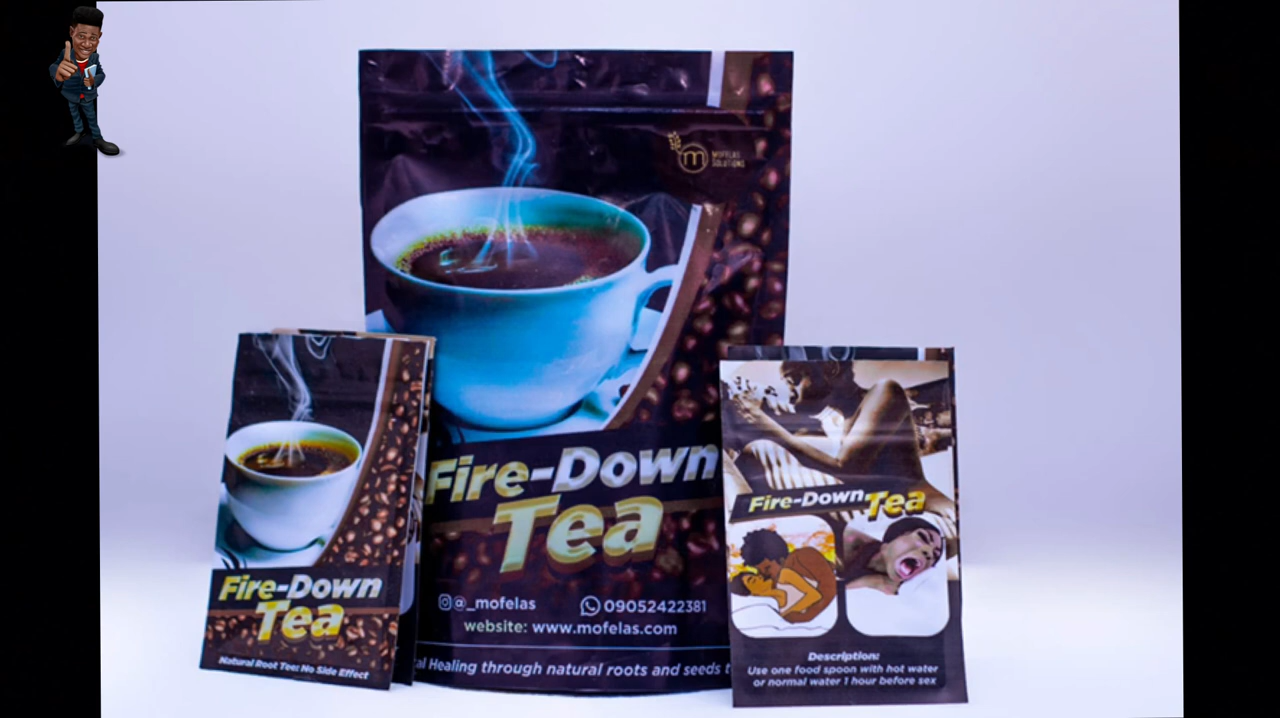 MOFELAS
SOLUTIONS
Fire-Down
Tea
@_mofelas 09052422381
website: www.mofelas.com
al Healing through natural roots and seeds t
Fire-Down
Tea
Natural Root Tea: No Side Effect
Fire-Down Tea
Description:
Use one food spoon with hot water
or normal water 1 hour before sex